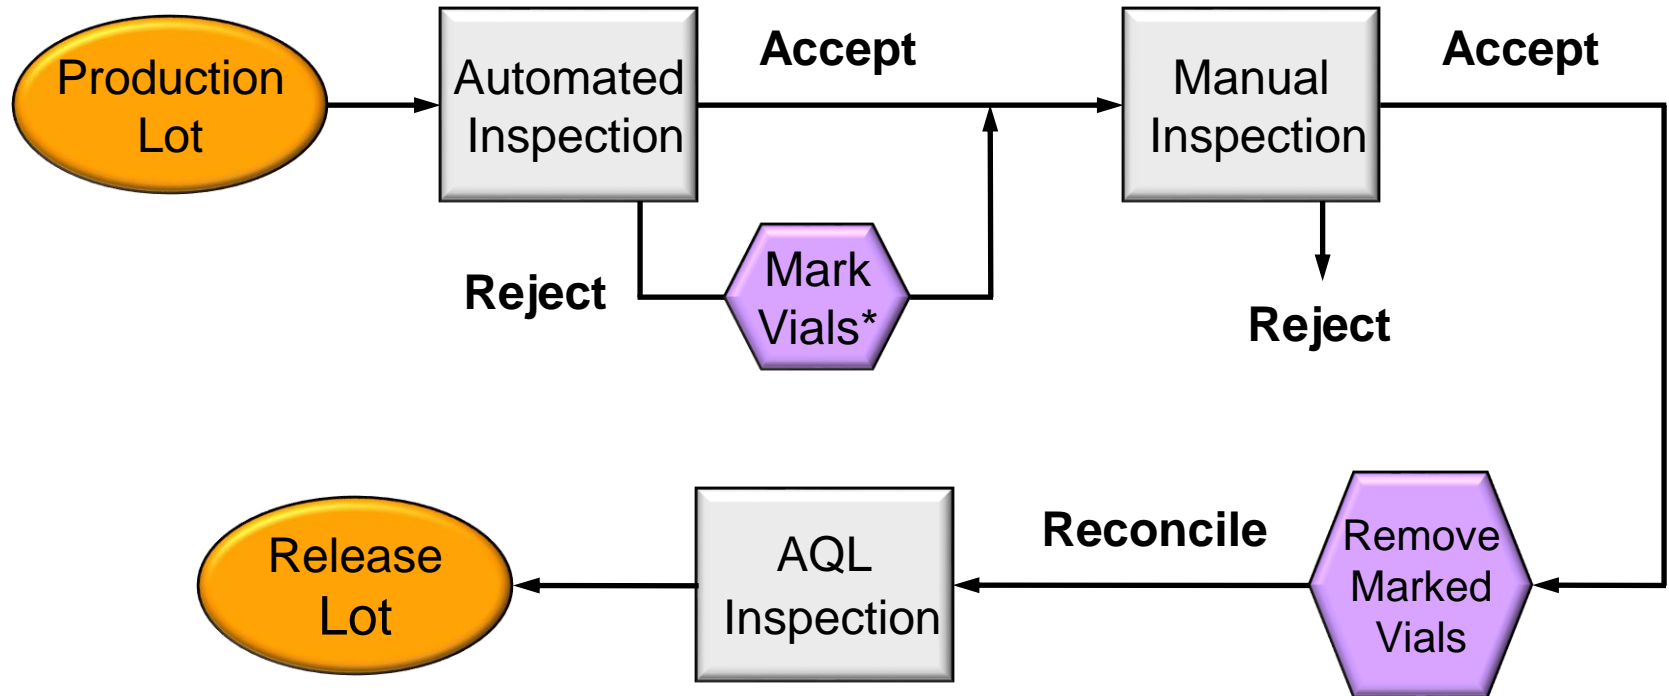 Production
Lot
Automated
Inspection
Accept
Manual
Inspection
Accept
Reject
Mark
Vials*
Reject
Release
Lot
AQL
Inspection
Reconcile
Remove
Marked
Vials